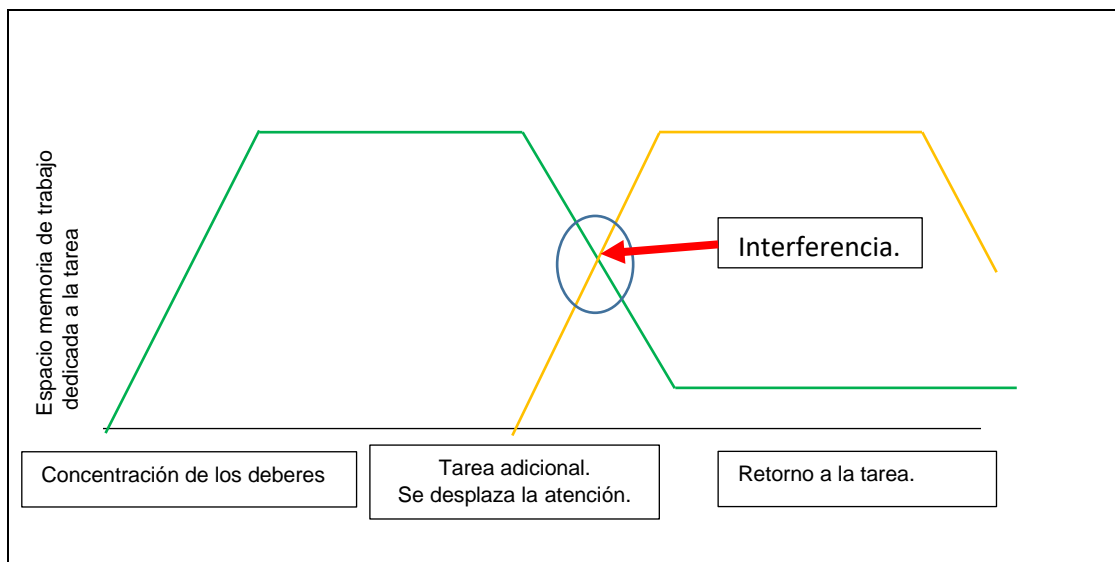 Espacio memoria de trabajo
dedicada a la tarea
Interferencia.
Concentración de los deberes
Tarea adicional.
Se desplaza la atención.
Retorno a la tarea.